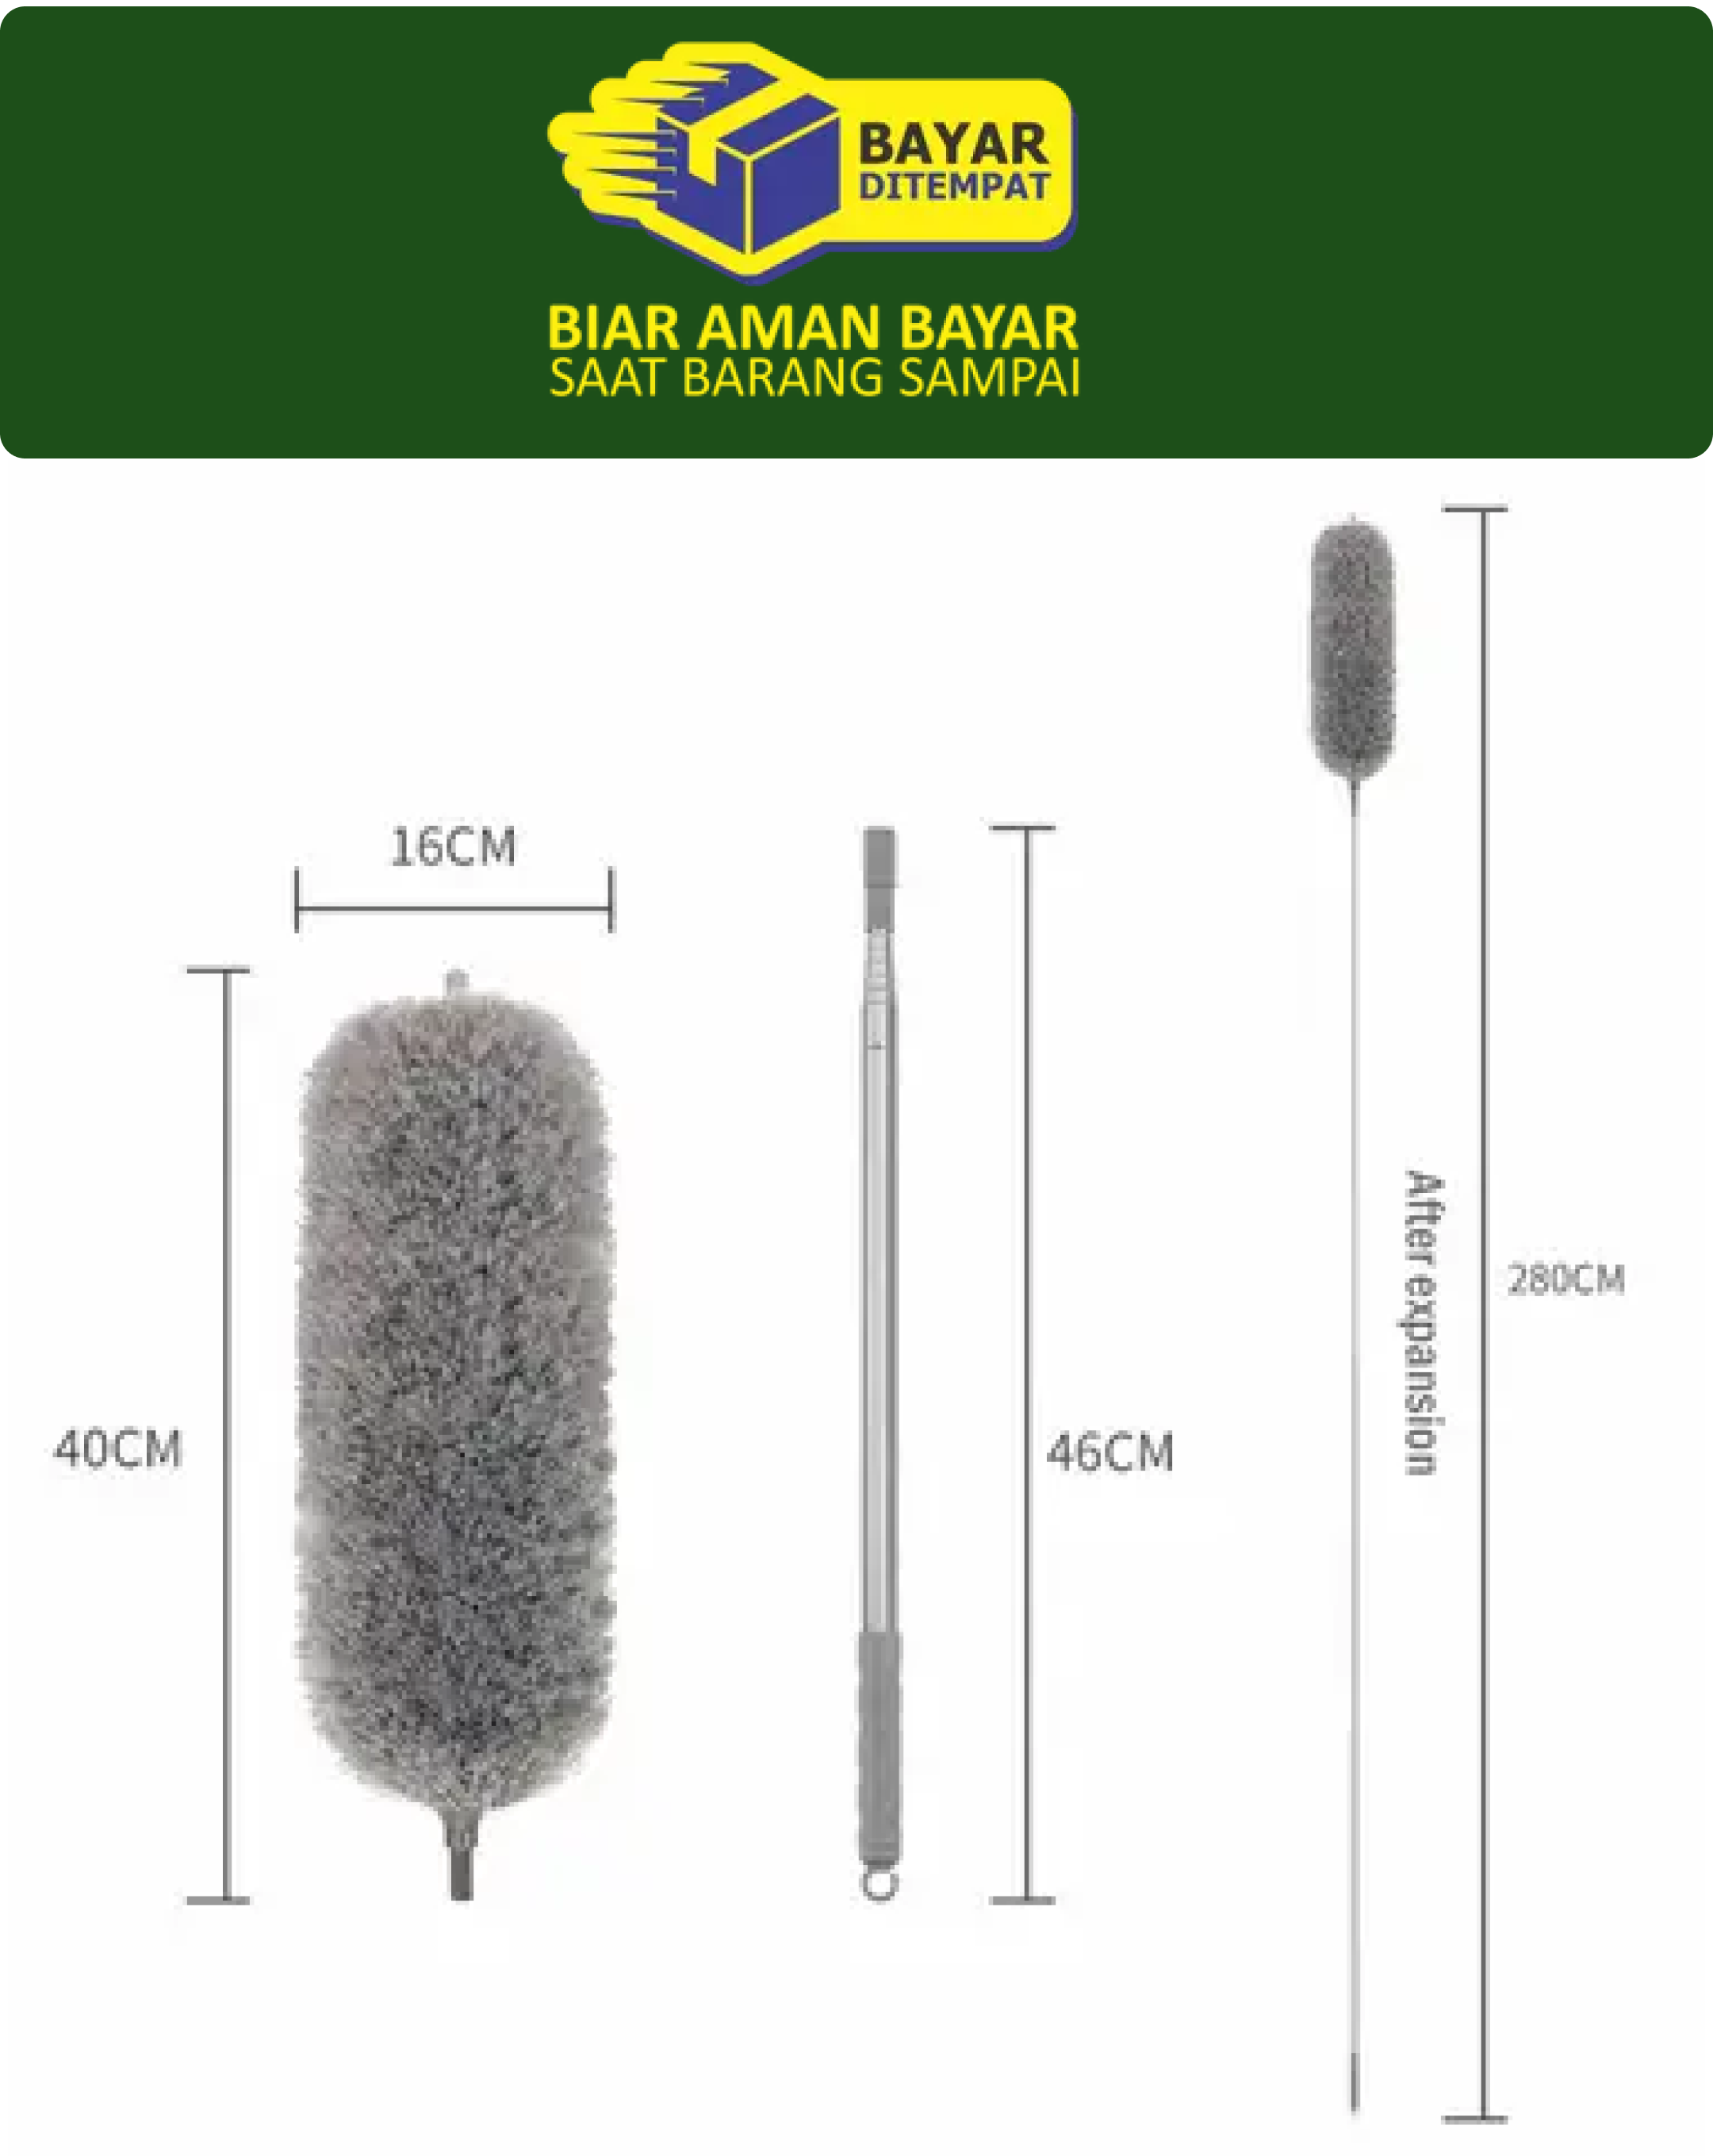 BAYAR
DITEMPAT
BIAR AMAN BAYAR
SAAT BARANG SAMPAI
16CM
40CM
46CM
After expansion
280CM